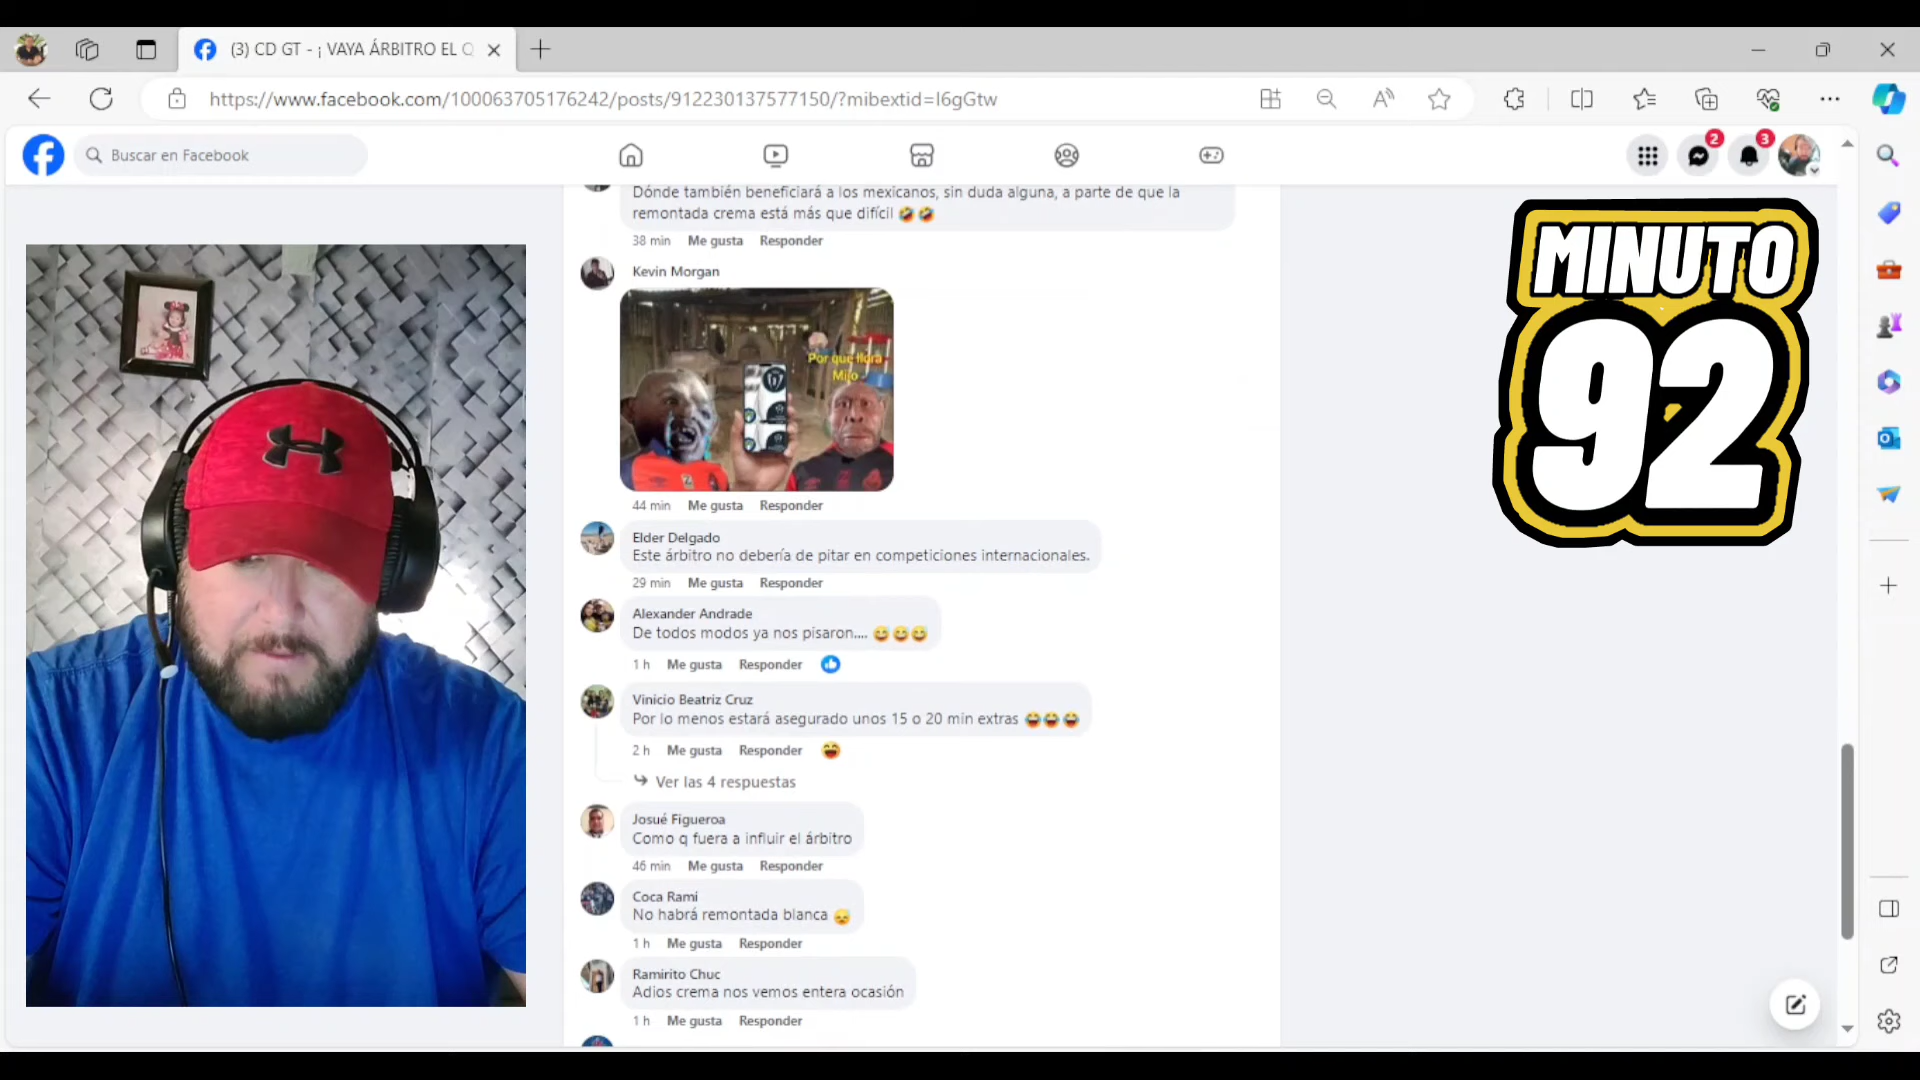 (3) CD GT - ¡ VAYA ÁRBITRO EL Q
https://www.facebook.com/100063705176242/posts/912230137577150/?mibextid=I6gGtw
Buscar en Facebook
2
3
Dónde también beneficiará a los mexicanos, sin duda alguna, a parte de que la
remontada crema está más que difícil 🤣🤣
38 min Me gusta Responder
Kevin Morgan
Por que llora
Mijo
44 min Me gusta Responder
Elder Delgado
Este árbitro no debería de pitar en competiciones internacionales.
29 min Me gusta Responder
Alexander Andrade
De todos modos ya nos pisaron.... 😅😅😅
1 h Me gusta Responder
Vinicio Beatriz Cruz
Por lo menos estará asegurado unos 15 o 20 min extras 😂😂😂
2 h Me gusta Responder
Ver las 4 respuestas
Josué Figueroa
Como q fuera a influir el árbitro
46 min Me gusta Responder
Coca Rami
No habrá remontada blanca 😞
1 h Me gusta Responder
Ramirito Chuc
Adios crema nos vemos entera ocasión
1 h Me gusta Responder
MINUTO
92